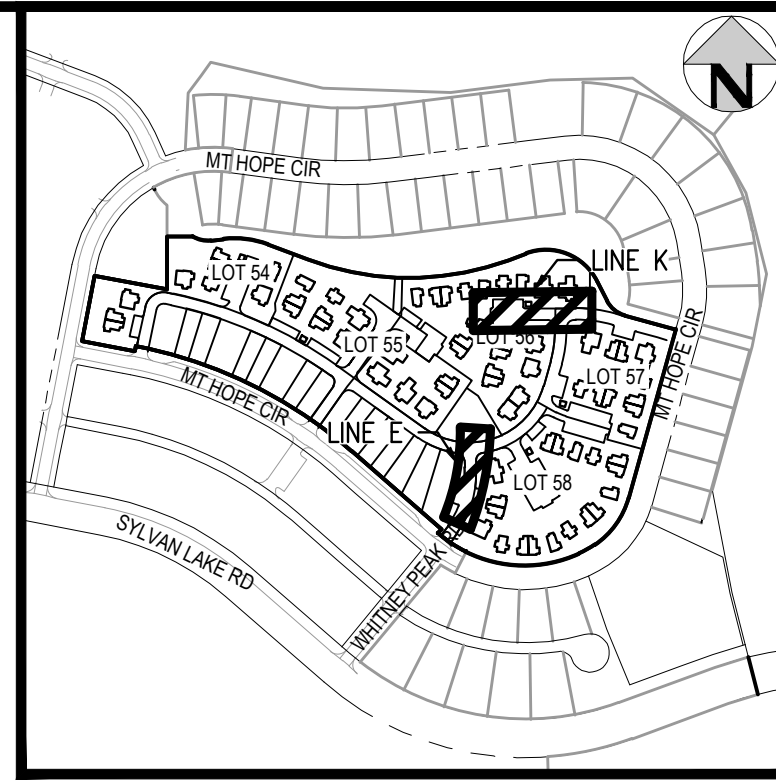 N
MT HOPE CIR
LINE K
LOT 54
LOT 55
LOT 56
LOT 57
MT HOPE CIR
MT HOPE CIR
LINE E
LOT 58
SYLVAN LAKE RD
WHITNEY PEAK RD